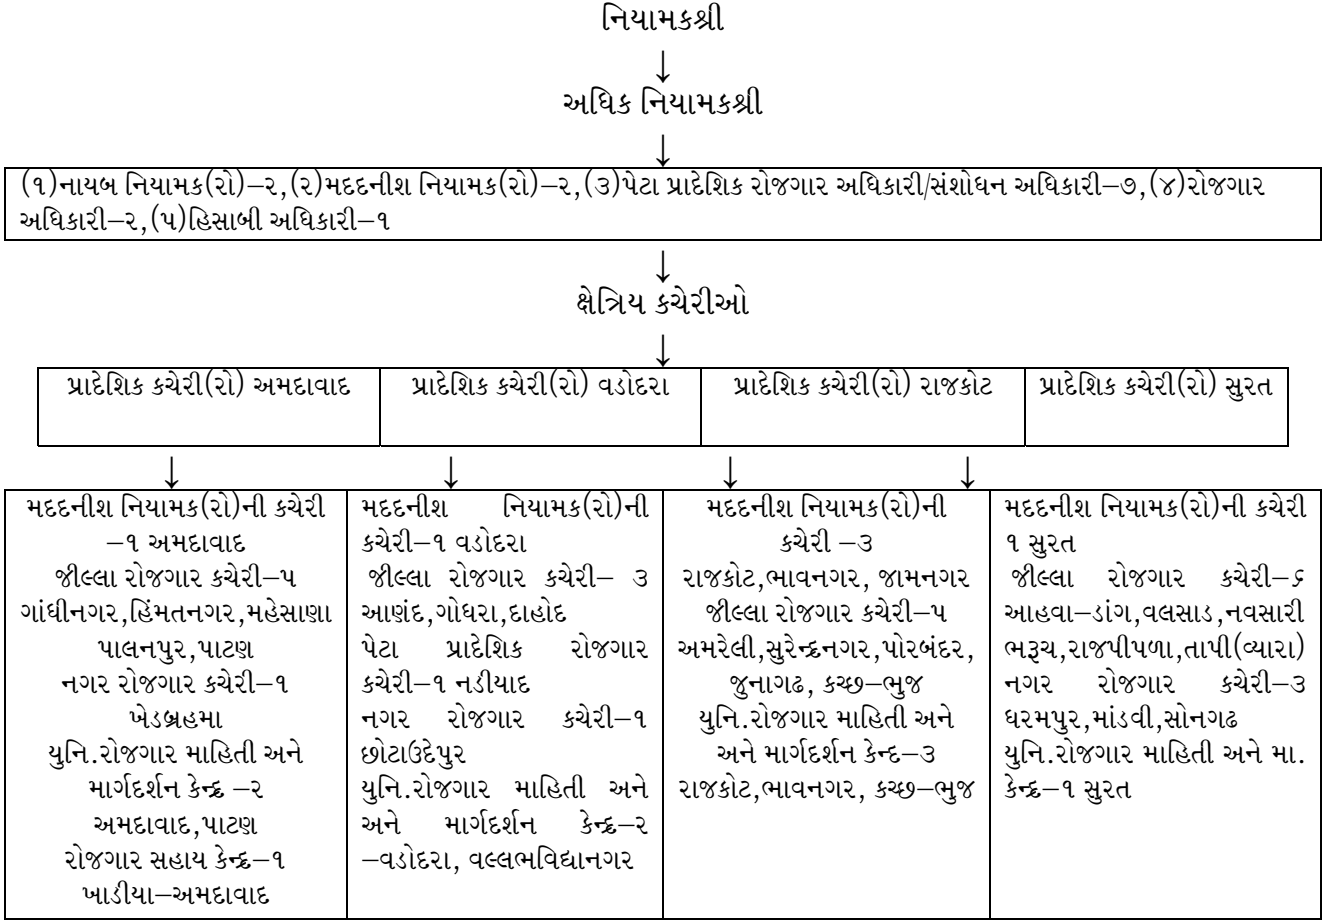 નિયામકશ્રી
↓
અધિક નિયામકશ્રી
↓
(૧)નાયબ નિયામક(રો)–૨,(૨)મદદનીશ નિયામક(રો)–૨,(૩)પેટા પ્રાદેશિક રોજગાર અધિકારી/સંશોધન અધિકારી–૭,(૪)રોજગાર
અધિકારી–૨,(૫)હિસાબી અધિકારી–૧
↓
ક્ષેત્રિય કચેરીઓ
↓
પ્રાદેશિક કચેરી(રો) અમદાવાદ
પ્રાદેશિક કચેરી(રો) વડોદરા
પ્રાદેશિક કચેરી(રો) રાજકોટ
પ્રાદેશિક કચેરી(રો) સુરત
↓ ↓ ↓ ↓
મદદનીશ નિયામક(રો)ની કચેરી
–૧ અમદાવાદ
જીલ્લા રોજગાર કચેરી–૫
ગાંધીનગર,હિંમતનગર,મહેસાણા
પાલનપુર,પાટણ
નગર રોજગાર કચેરી–૧
ખેડબ્રહમા
યુનિ.રોજગાર માહિતી અને
માર્ગદર્શન કેન્દ્ર –૨
અમદાવાદ,પાટણ
રોજગાર સહાય કેન્દ્ર–૧
ખાડીયા–અમદાવાદ
મદદનીશ નિયામક(રો)ની
કચેરી–૧ વડોદરા
જીલ્લા રોજગાર કચેરી– ૩
આણંદ,ગોધરા,દાહોદ
પેટા પ્રાદેશિક રોજગાર
કચેરી–૧ નડીયાદ
નગર રોજગાર કચેરી–૧
છોટાઉદેપુર
યુનિ.રોજગાર માહિતી અને
અને માર્ગદર્શન કેન્દ્ર–૨
–વડોદરા, વલ્લભવિદ્યાનગર
મદદનીશ નિયામક(રો)ની
કચેરી –૩
રાજકોટ,ભાવનગર, જામનગર
જીલ્લા રોજગાર કચેરી–૫
અમરેલી,સુરેન્દ્રનગર,પોરબંદર,
જુનાગઢ, કચ્છ–ભુજ
યુનિ.રોજગાર માહિતી અને
અને માર્ગદર્શન કેન્દ–૩
રાજકોટ,ભાવનગર, કચ્છ–ભુજ
મદદનીશ નિયામક(રો)ની કચેરી
૧ સુરત
જીલ્લા રોજગાર કચેરી–૬
આહવા–ડાંગ,વલસાડ,નવસારી
ભરૂચ,રાજપીપળા,તાપી(વ્યારા)
નગર રોજગાર કચેરી–૩
ધરમપુર,માંડવી,સોનગઢ
યુનિ.રોજગાર માહિતી અને મા.
કેન્દ્ર–૧ સુરત